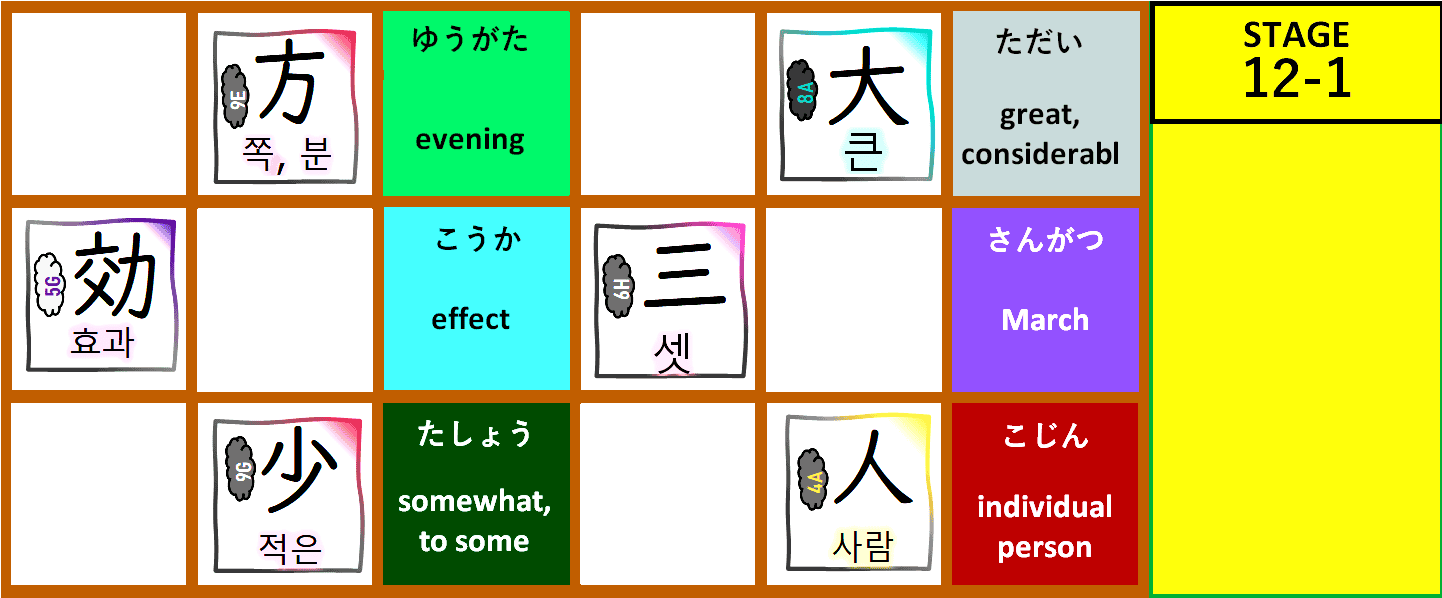 9E
方
쪽, 분
ゆうがた
evening
8A
大
큰
ただい
great,
considerabl
STAGE
12-1
5G
効
효과
こうか
effect
6H
三
셋
さんがつ
March
9G
少
적은
たしょう
somewhat,
to some
4A
人
사람
こじん
individual
person